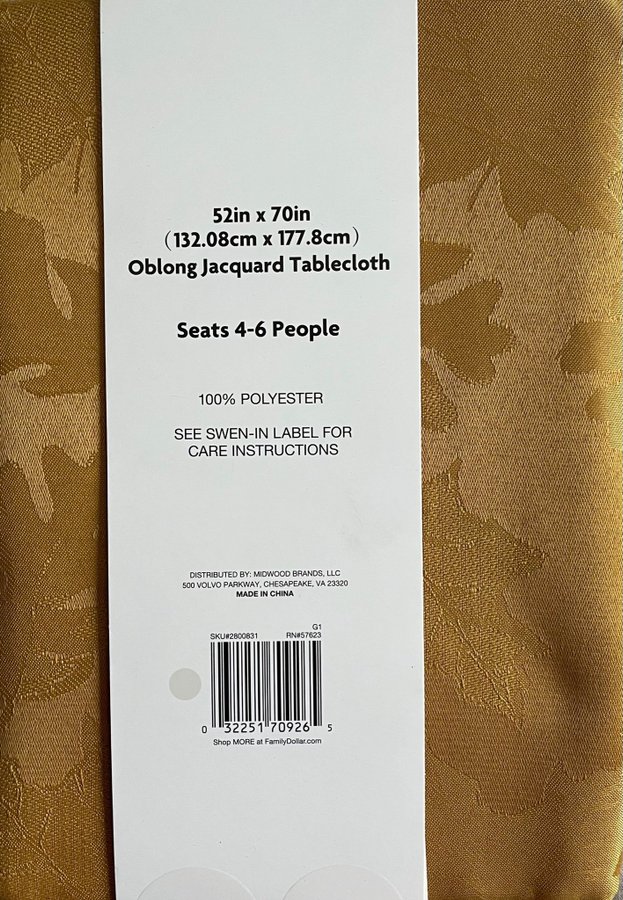 52in x 70in
（132.08cm x 177.8cm）
Oblong Jacquard Tablecloth
Seats 4-6 People
100% POLYESTER
SEE SWEN-IN LABEL FOR
CARE INSTRUCTIONS
DISTRIBUTED BY: MIDWOOD BRANDS, LLC
500 VOLVO PARKWAY, CHESAPEAKE, VA 23320
MADE IN CHINA
G1
SKU#2800831 RN#57623
0 32251 70926 5
Shop MORE at FamilyDollar.com